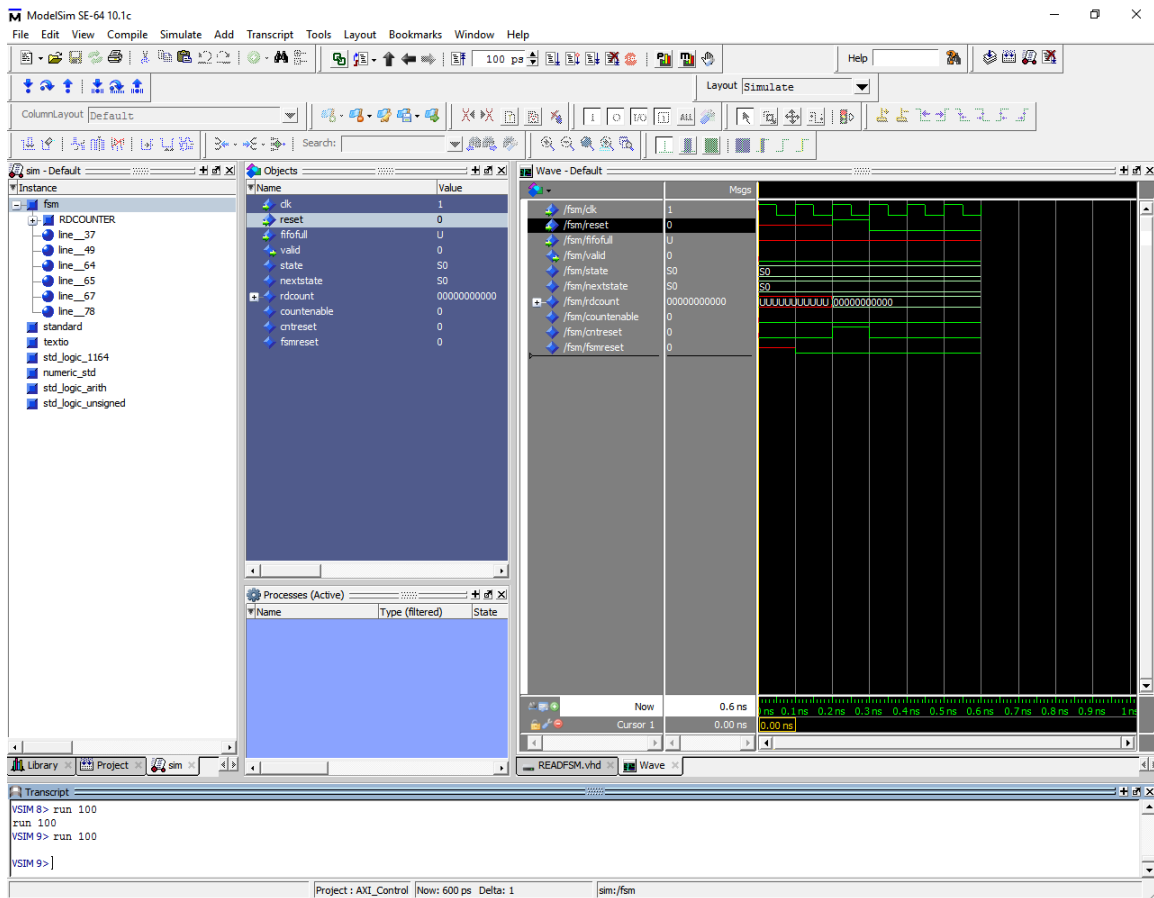 ModelSim SE-64 10.1c
File Edit View Compile Simulate Add Transcript Tools Layout Bookmarks Window Help
100 ps
Help
Layout Simulate
ColumnLayout Default
I O I/O I ALL
Search:
sim - Default
Instance
fsm
RDCOUNTER
line__37
line__49
line__64
line__65
line__67
line__78
standard
textio
std_logic_1164
numeric_std
std_logic_arith
std_logic_unsigned
Library Project sim
Objects
Name Value
clk 1
reset 0
fifofull U
valid 0
state S0
nextstate S0
rdcount 00000000000
countenable 0
cntreset 0
fsmreset 0
Processes (Active)
Name Type (filtered) State
Wave - Default
Msgs
/fsm/clk 1
/fsm/reset 0
/fsm/fifofull U
/fsm/valid 0
/fsm/state S0 S0
/fsm/nextstate S0 S0
/fsm/rdcount 00000000000 UUUUUUUUUUU 00000000000
/fsm/countenable 0
/fsm/cntreset 0
/fsm/fsmreset 0
Now 0.6 ns ns 0.1 ns 0.2 ns 0.3 ns 0.4 ns 0.5 ns 0.6 ns 0.7 ns 0.8 ns 0.9 ns 1 ns
Cursor 1 0.00 ns 0.00 ns
READFSM.vhd Wave
Transcript
VSIM 8> run 100
run 100
VSIM 9> run 100
VSIM 9>
Project : AXI_Control Now: 600 ps Delta: 1 sim:/fsm